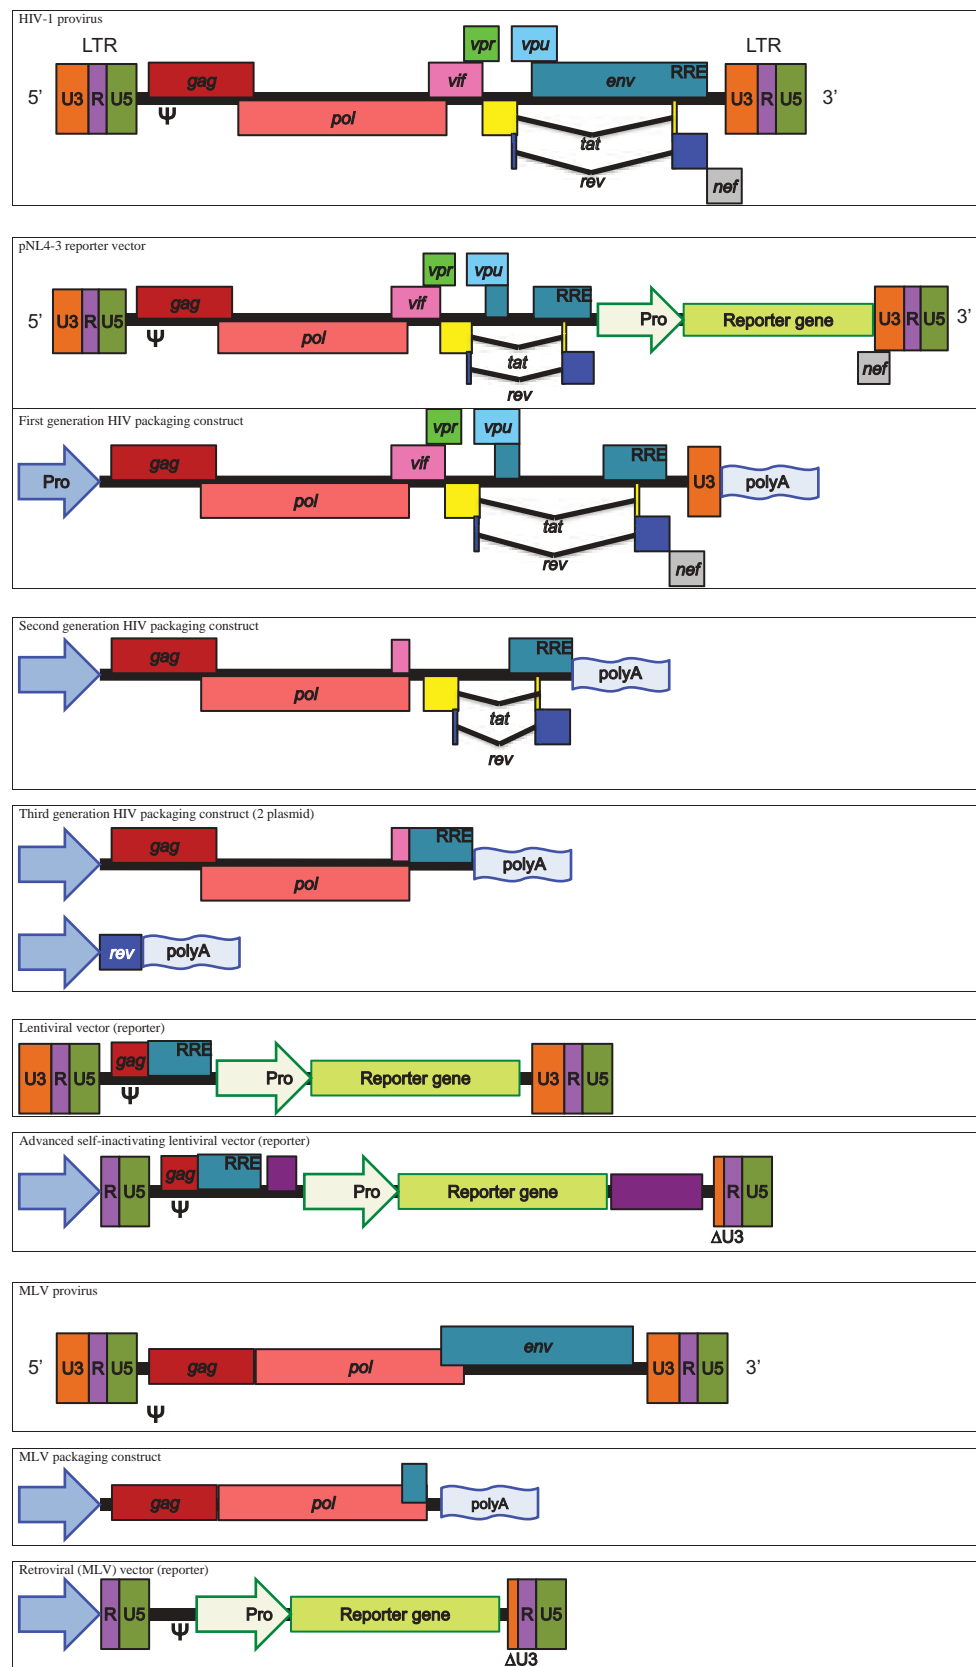 HIV-1 provirus
LTR
vpr
vpu
LTR
5’
U3
R
U5
gag
vif
env
RRE
U3
R
U5
3’
Ψ
pol
tat
rev
nef
pNL4-3 reporter vector
vpr
vpu
5’
U3
R
U5
gag
vif
RRE
Pro
Reporter gene
U3
R
U5
3’
Ψ
pol
tat
rev
nef
First generation HIV packaging construct
vpr
vpu
Pro
gag
vif
RRE
U3
polyA
pol
tat
rev
nef
Second generation HIV packaging construct
gag
RRE
polyA
pol
tat
rev
Third generation HIV packaging construct (2 plasmid)
gag
RRE
polyA
pol
rev
polyA
Lentiviral vector (reporter)
U3
R
U5
gag
RRE
Pro
Reporter gene
U3
R
U5
Ψ
Advanced self-inactivating lentiviral vector (reporter)
R
U5
gag
RRE
Pro
Reporter gene
R
U5
Ψ
ΔU3
MLV provirus
5’
U3
R
U5
gag
pol
env
U3
R
U5
3’
Ψ
MLV packaging construct
gag
pol
polyA
Retroviral (MLV) vector (reporter)
R
U5
Ψ
Pro
Reporter gene
R
U5
ΔU3